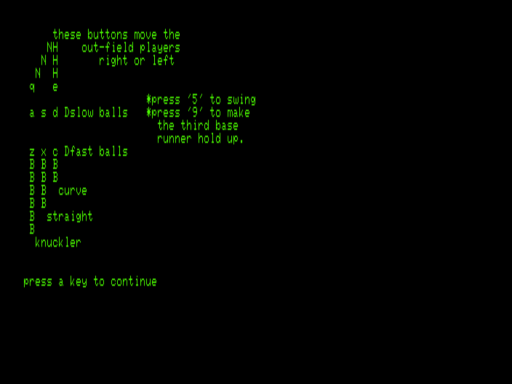 these buttons move the
NH out-field players
N H right or left
N H
q e
*press '5' to swing
a s d Dslow balls *press '9' to make
the third base
runner hold up.
z x c Dfast balls
B B B
B B B
B B curve
B B
B straight
B
knuckler
press a key to continue